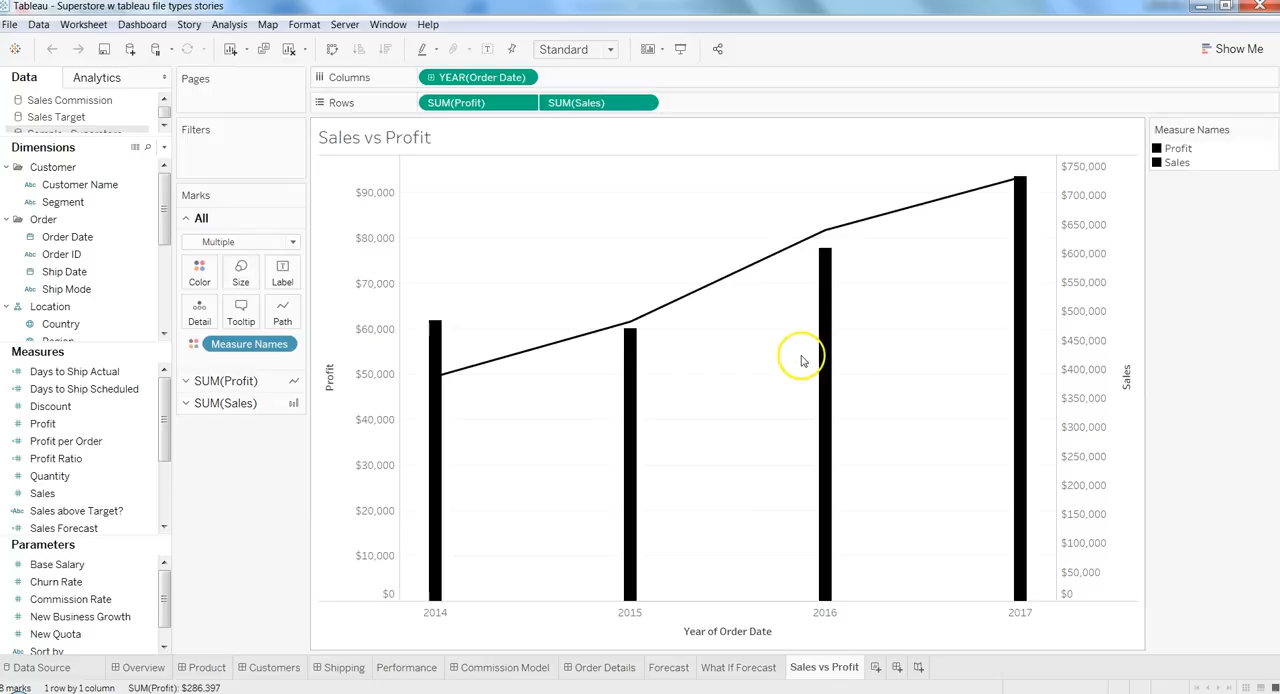 Tableau - Superstore w tableau file types stories
File Data Worksheet Dashboard Story Analysis Map Format Server Window Help
Standard
Show Me
Data Analytics
Sales Commission
Sales Target
Sample - Superstore
Dimensions
Customer
Abc Customer Name
Abc Segment
Order
Order Date
Abc Order ID
Ship Date
Abc Ship Mode
Location
Country
Region
Measures
Days to Ship Actual
Days to Ship Scheduled
Discount
Profit
Profit per Order
Profit Ratio
Quantity
Sales
Abc Sales above Target?
Sales Forecast
Parameters
Base Salary
Churn Rate
Commission Rate
New Business Growth
New Quota
Sort by
Pages
Filters
Marks
All
Multiple
Color Size Label
Detail Tooltip Path
Measure Names
SUM(Profit)
SUM(Sales)
Columns YEAR(Order Date)
Rows SUM(Profit) SUM(Sales)
Sales vs Profit
Profit
$90,000
$80,000
$70,000
$60,000
$50,000
$40,000
$30,000
$20,000
$10,000
$0
2014 2015 2016 2017
Year of Order Date
$750,000
$700,000
$650,000
$600,000
$550,000
$500,000
$450,000
$400,000
$350,000
$300,000
$250,000
$200,000
$150,000
$100,000
$50,000
$0
Sales
Measure Names
Profit
Sales
Data Source Overview Product Customers Shipping Performance Commission Model Order Details Forecast What If Forecast Sales vs Profit
8 marks 1 row by 1 column SUM(Profit): $286,397